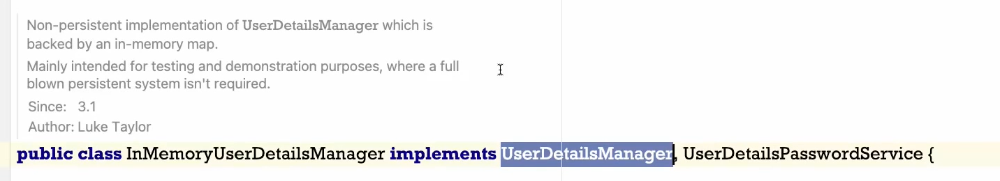 Non-persistent implementation of UserDetailsManager which is
backed by an in-memory map.
Mainly intended for testing and demonstration purposes, where a full
blown persistent system isn't required.
Since: 3.1
Author: Luke Taylor
public class InMemoryUserDetailsManager implements UserDetailsManager, UserDetailsPasswordService {